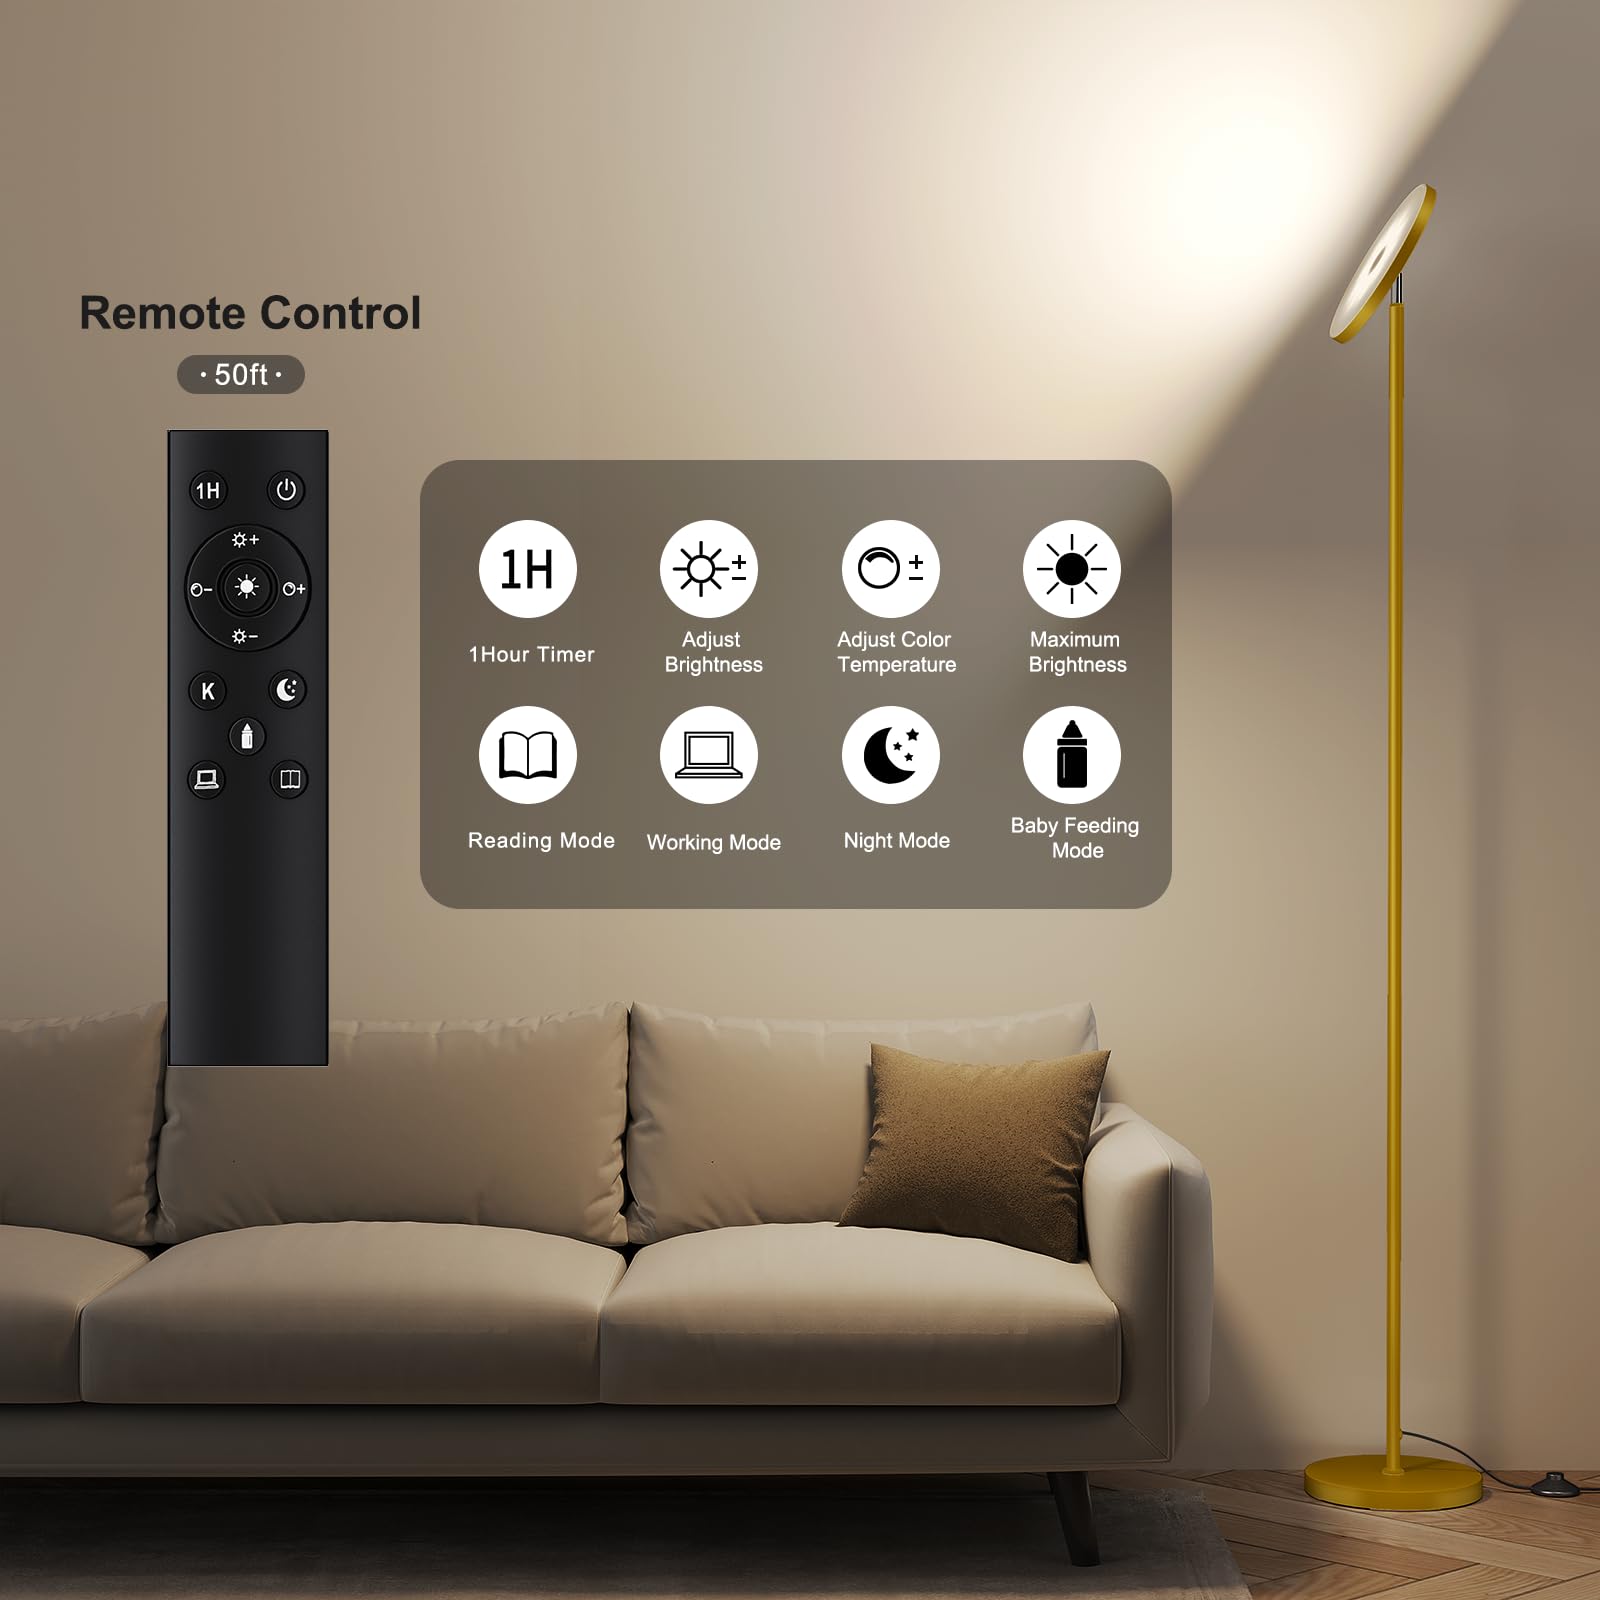 Remote Control
· 50ft ·
1H
+
- +
-
K
1H
±
±
1Hour Timer
Adjust
Brightness
Adjust Color
Temperature
Maximum
Brightness
Reading Mode
Working Mode
Night Mode
Baby Feeding
Mode